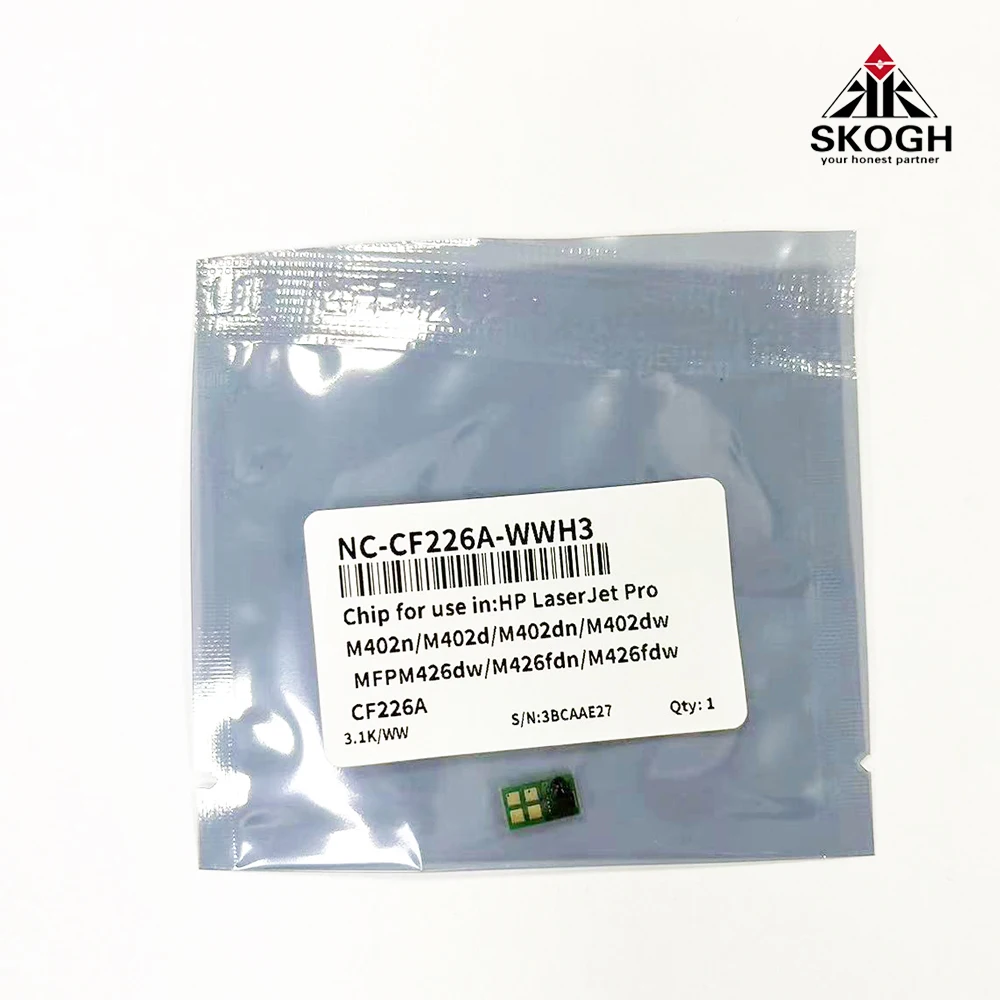 SKOGH
your honest partner
NC-CF226A-WWH3
Chip for use in:HP LaserJet Pro
M402n/M402d/M402dn/M402dw
MFPM426dw/M426fdn/M426fdw
CF226A
S/N:3BCAAE27
Qty: 1
3.1K/WW